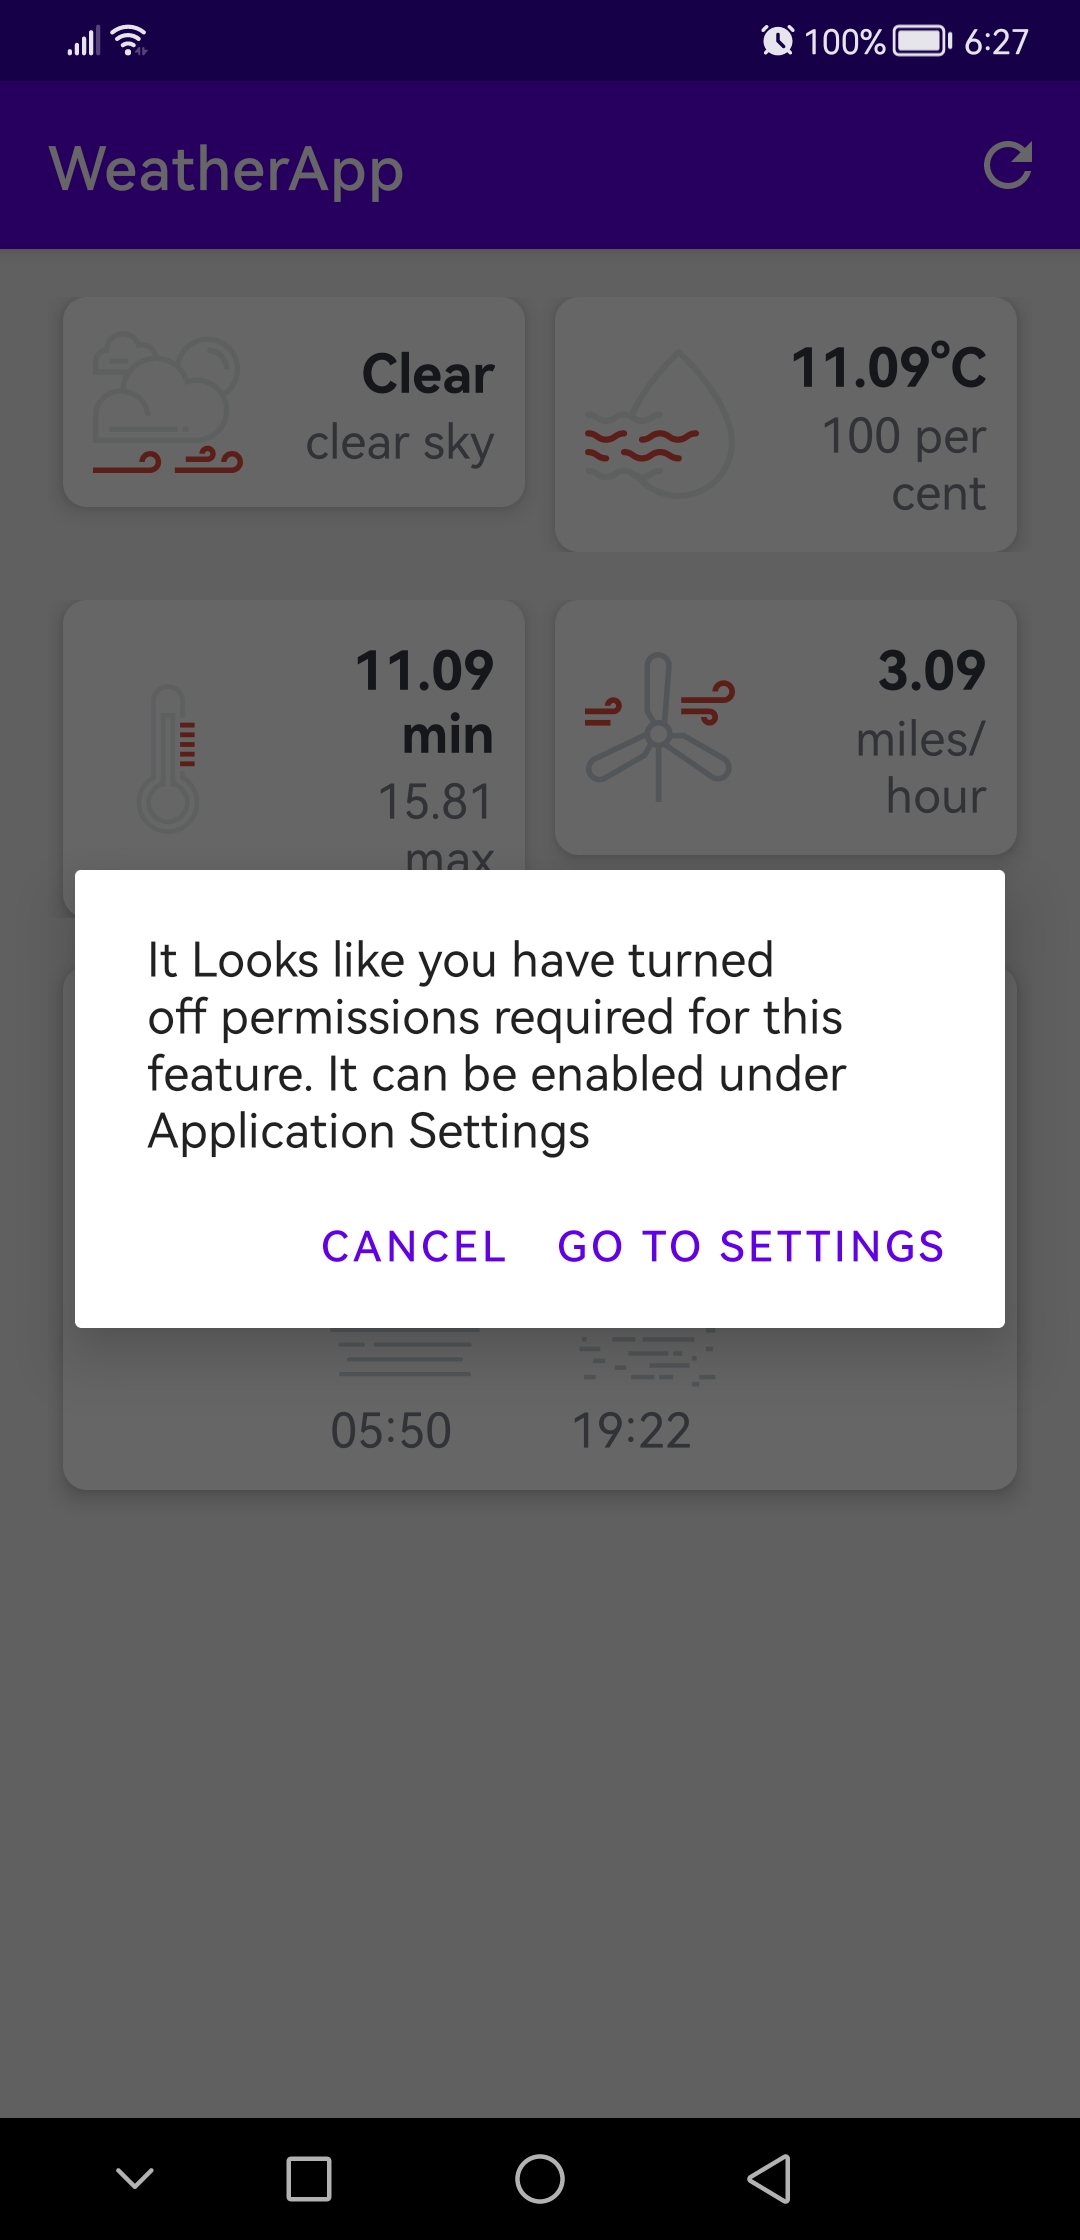 100% 6:27
WeatherApp
Clear
clear sky
11.09°C
100 per
cent
11.09
min
15.81
max
3.09
miles/
hour
It Looks like you have turned
off permissions required for this
feature. It can be enabled under
Application Settings
CANCEL GO TO SETTINGS
05:50 19:22